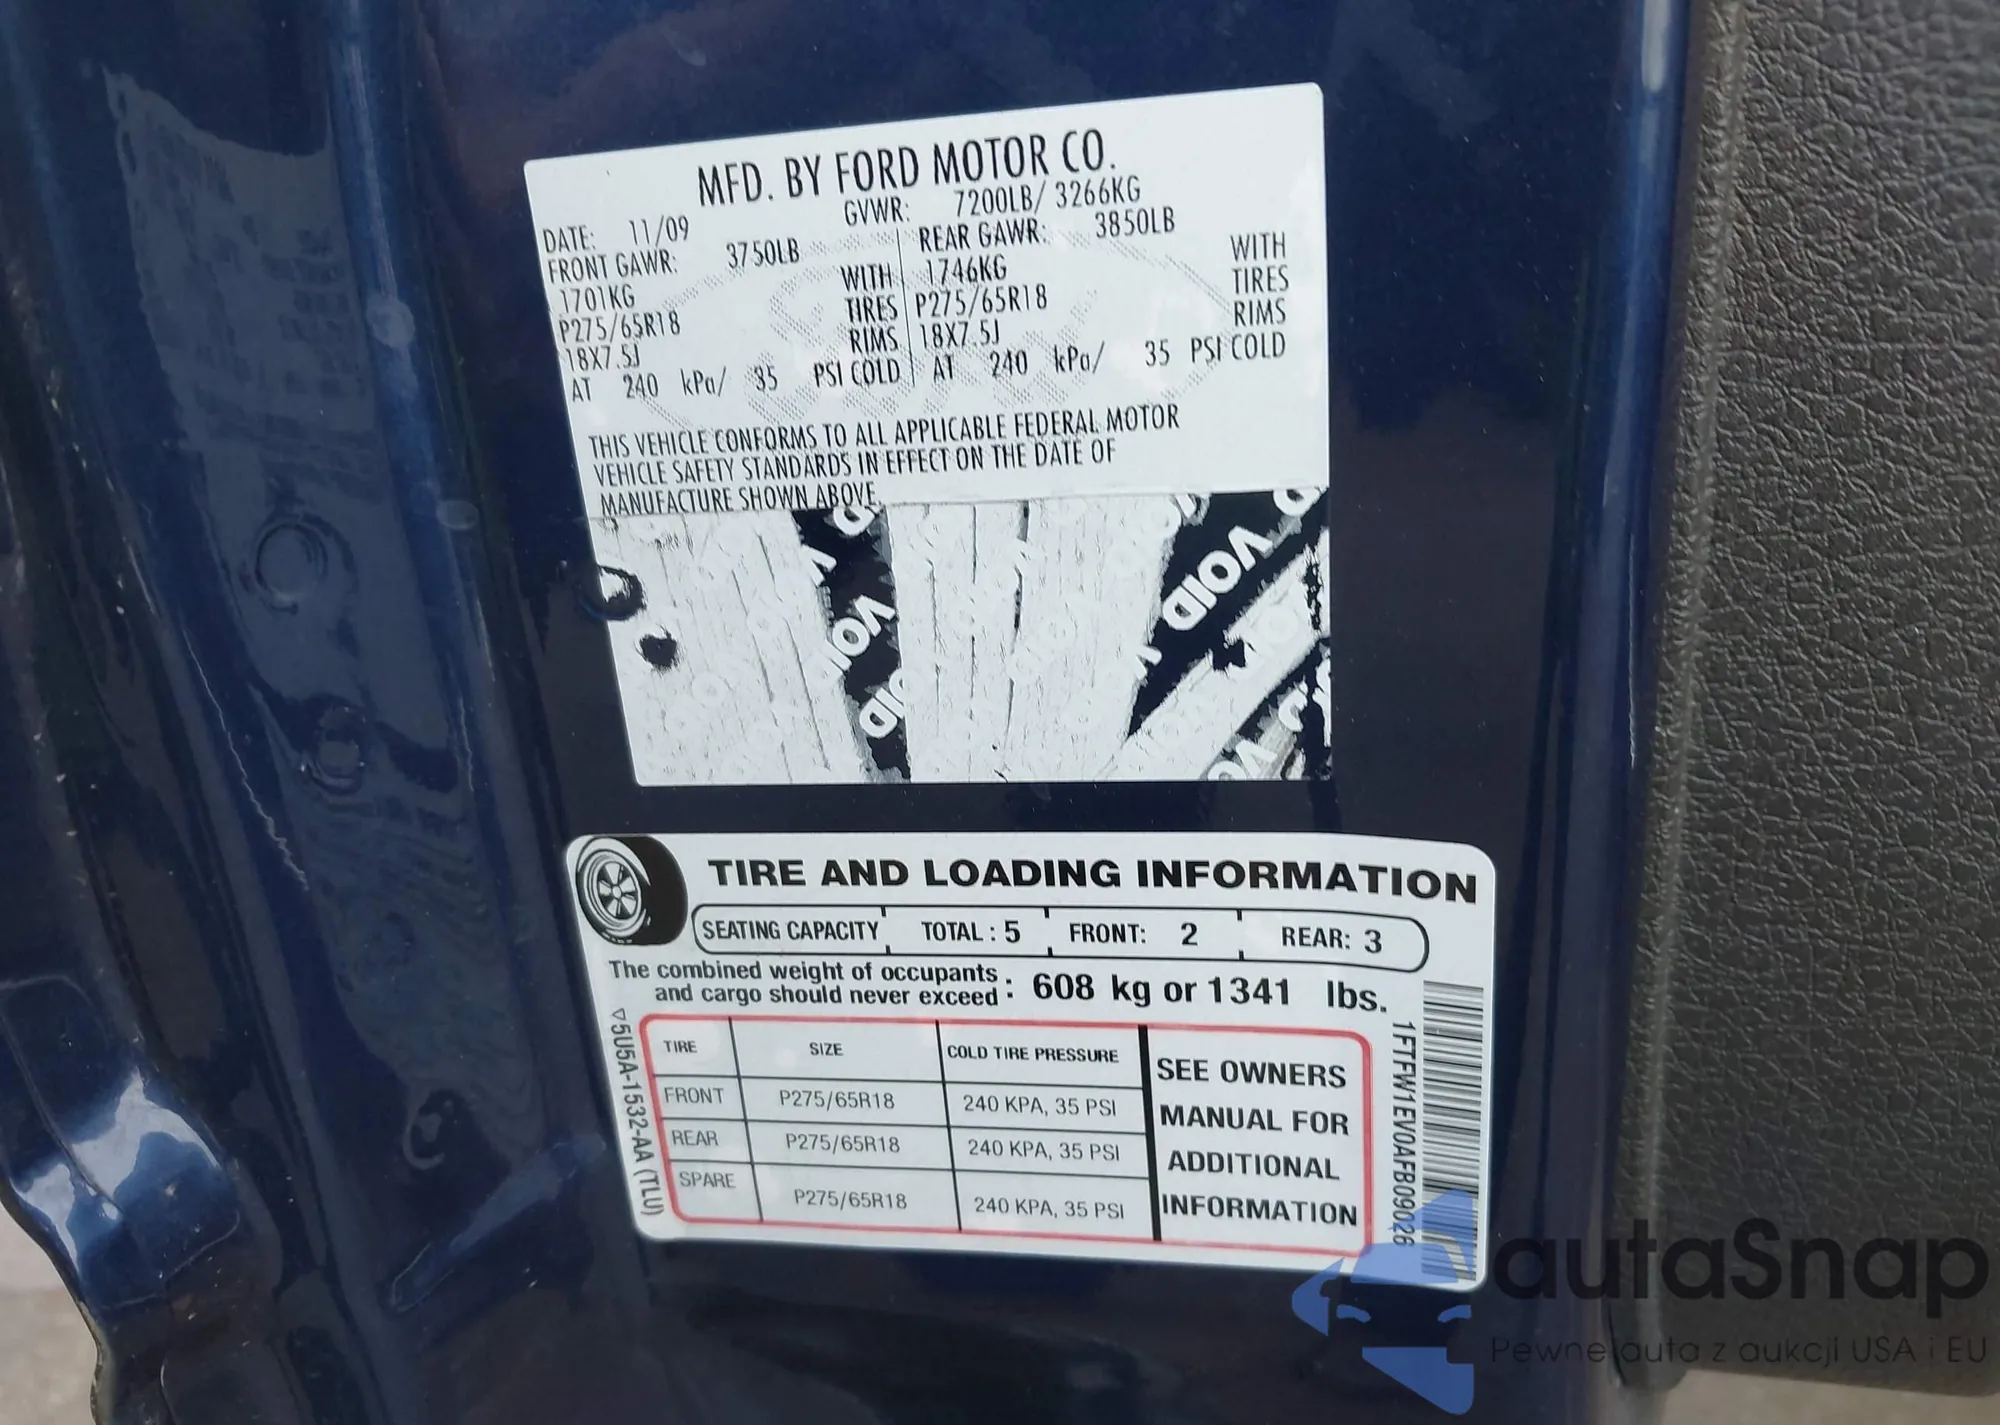 MFD. BY FORD MOTOR CO.
DATE: 11/09 GVWR: 7200LB/ 3266KG
FRONT GAWR: 3750LB REAR GAWR: 3850LB
1701KG WITH 1746KG WITH
P275/65R18 TIRES P275/65R18 TIRES
18X7.5J RIMS 18X7.5J RIMS
AT 240 kPa/ 35 PSI COLD AT 240 kPa/ 35 PSI COLD
THIS VEHICLE CONFORMS TO ALL APPLICABLE FEDERAL MOTOR
VEHICLE SAFETY STANDARDS IN EFFECT ON THE DATE OF
MANUFACTURE SHOWN ABOVE.
VOID
VOID
TIRE AND LOADING INFORMATION
SEATING CAPACITY TOTAL : 5 FRONT: 2 REAR: 3
The combined weight of occupants
and cargo should never exceed : 608 kg or 1341 lbs.
TIRE SIZE COLD TIRE PRESSURE
FRONT P275/65R18 240 KPA, 35 PSI
REAR P275/65R18 240 KPA, 35 PSI
SPARE P275/65R18 240 KPA, 35 PSI
SEE OWNERS
MANUAL FOR
ADDITIONAL
INFORMATION
▽5U5A-1532-AA (TLU)
1FTFW1EV0AFB09026
autaSnap
Pewne auta z aukcji USA i EU